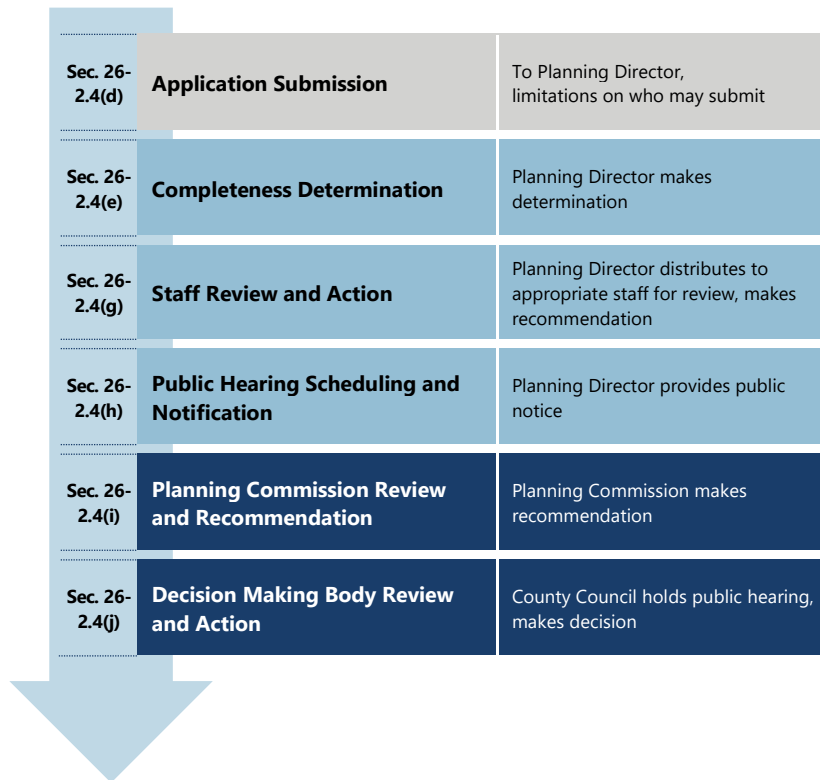 Sec. 26-
2.4(d)
Application Submission
To Planning Director,
limitations on who may submit
Sec. 26-
2.4(e)
Completeness Determination
Planning Director makes
determination
Sec. 26-
2.4(g)
Staff Review and Action
Planning Director distributes to
appropriate staff for review, makes
recommendation
Sec. 26-
2.4(h)
Public Hearing Scheduling and
Notification
Planning Director provides public
notice
Sec. 26-
2.4(i)
Planning Commission Review
and Recommendation
Planning Commission makes
recommendation
Sec. 26-
2.4(j)
Decision Making Body Review
and Action
County Council holds public hearing,
makes decision